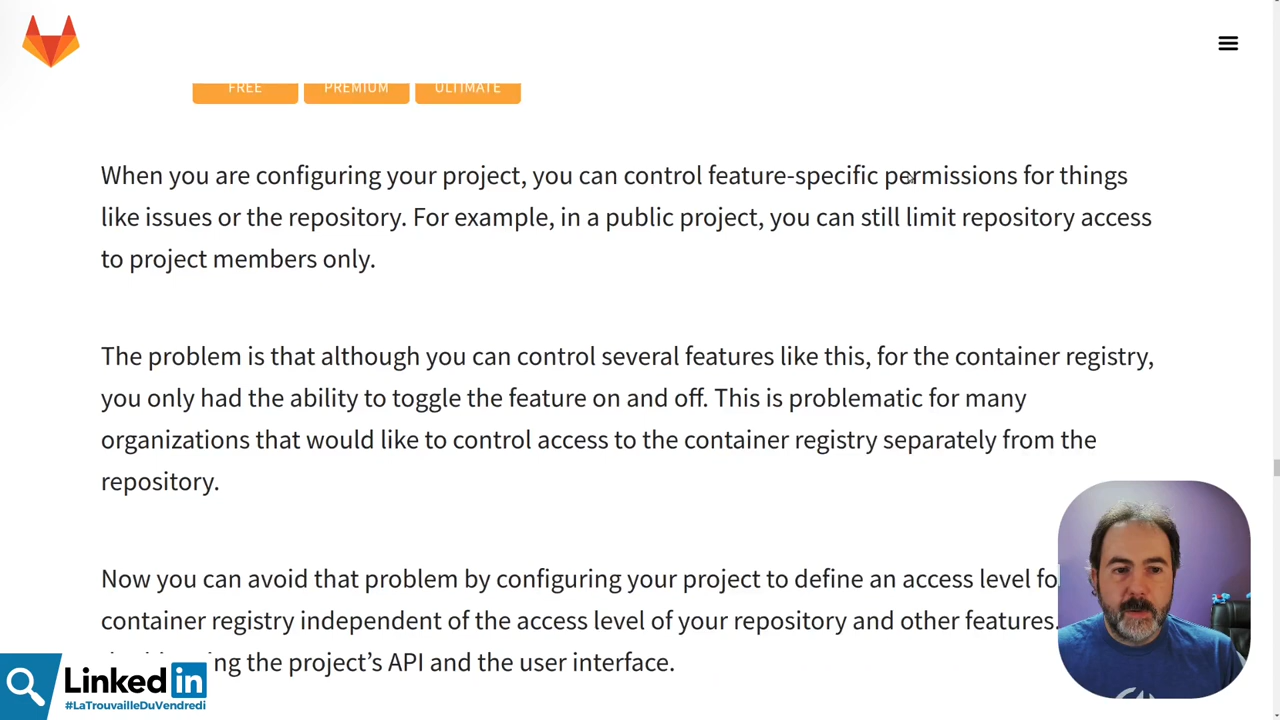 FREE PREMIUM ULTIMATE
When you are configuring your project, you can control feature-specific permissions for things
like issues or the repository. For example, in a public project, you can still limit repository access
to project members only.
The problem is that although you can control several features like this, for the container registry,
you only had the ability to toggle the feature on and off. This is problematic for many
organizations that would like to control access to the container registry separately from the
repository.
Now you can avoid that problem by configuring your project to define an access level
container registry independent of the access level of your repository and other features.
the project’s API and the user interface.
Linked in
#LaTrouvailleDuVendredi